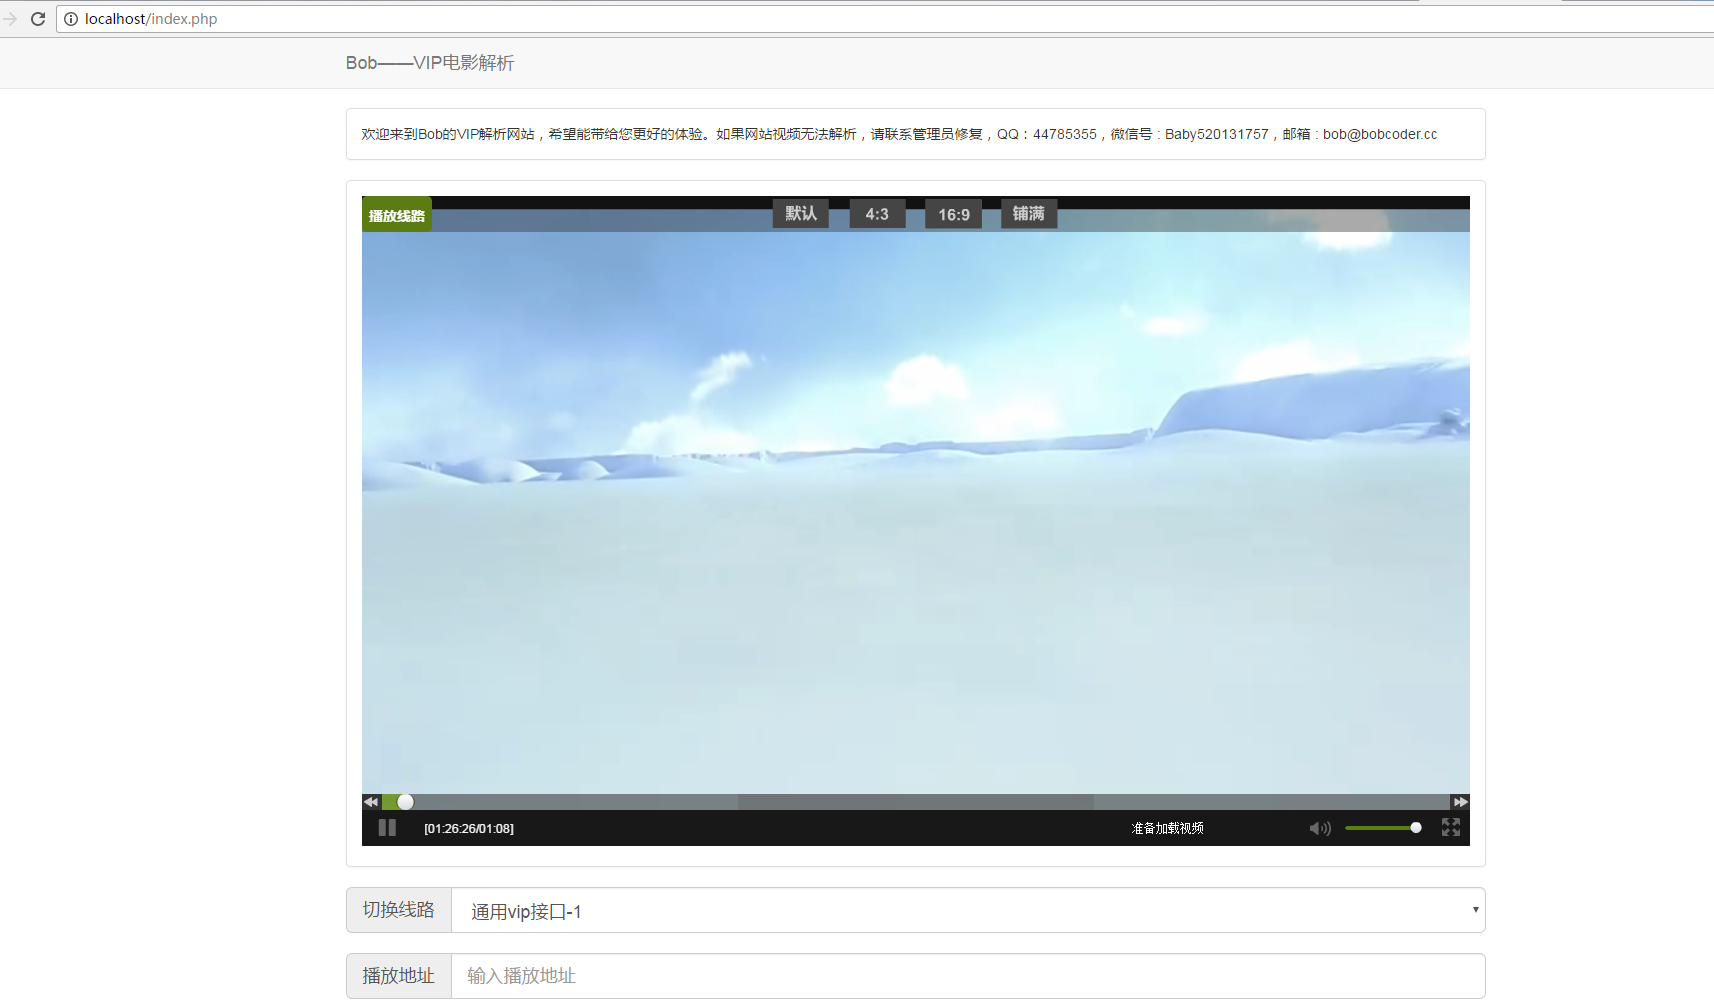 localhost/index.php
Bob——VIP电影解析
欢迎来到Bob的VIP解析网站，希望能带给您更好的体验。如果网站视频无法解析，请联系管理员修复，QQ：44785355，微信号：Baby520131757，邮箱：bob@bobcoder.cc
播放线路 默认 4:3 16:9 铺满
[01:26:26/01:08] 准备加载视频
切换线路 通用vip接口-1
播放地址 输入播放地址